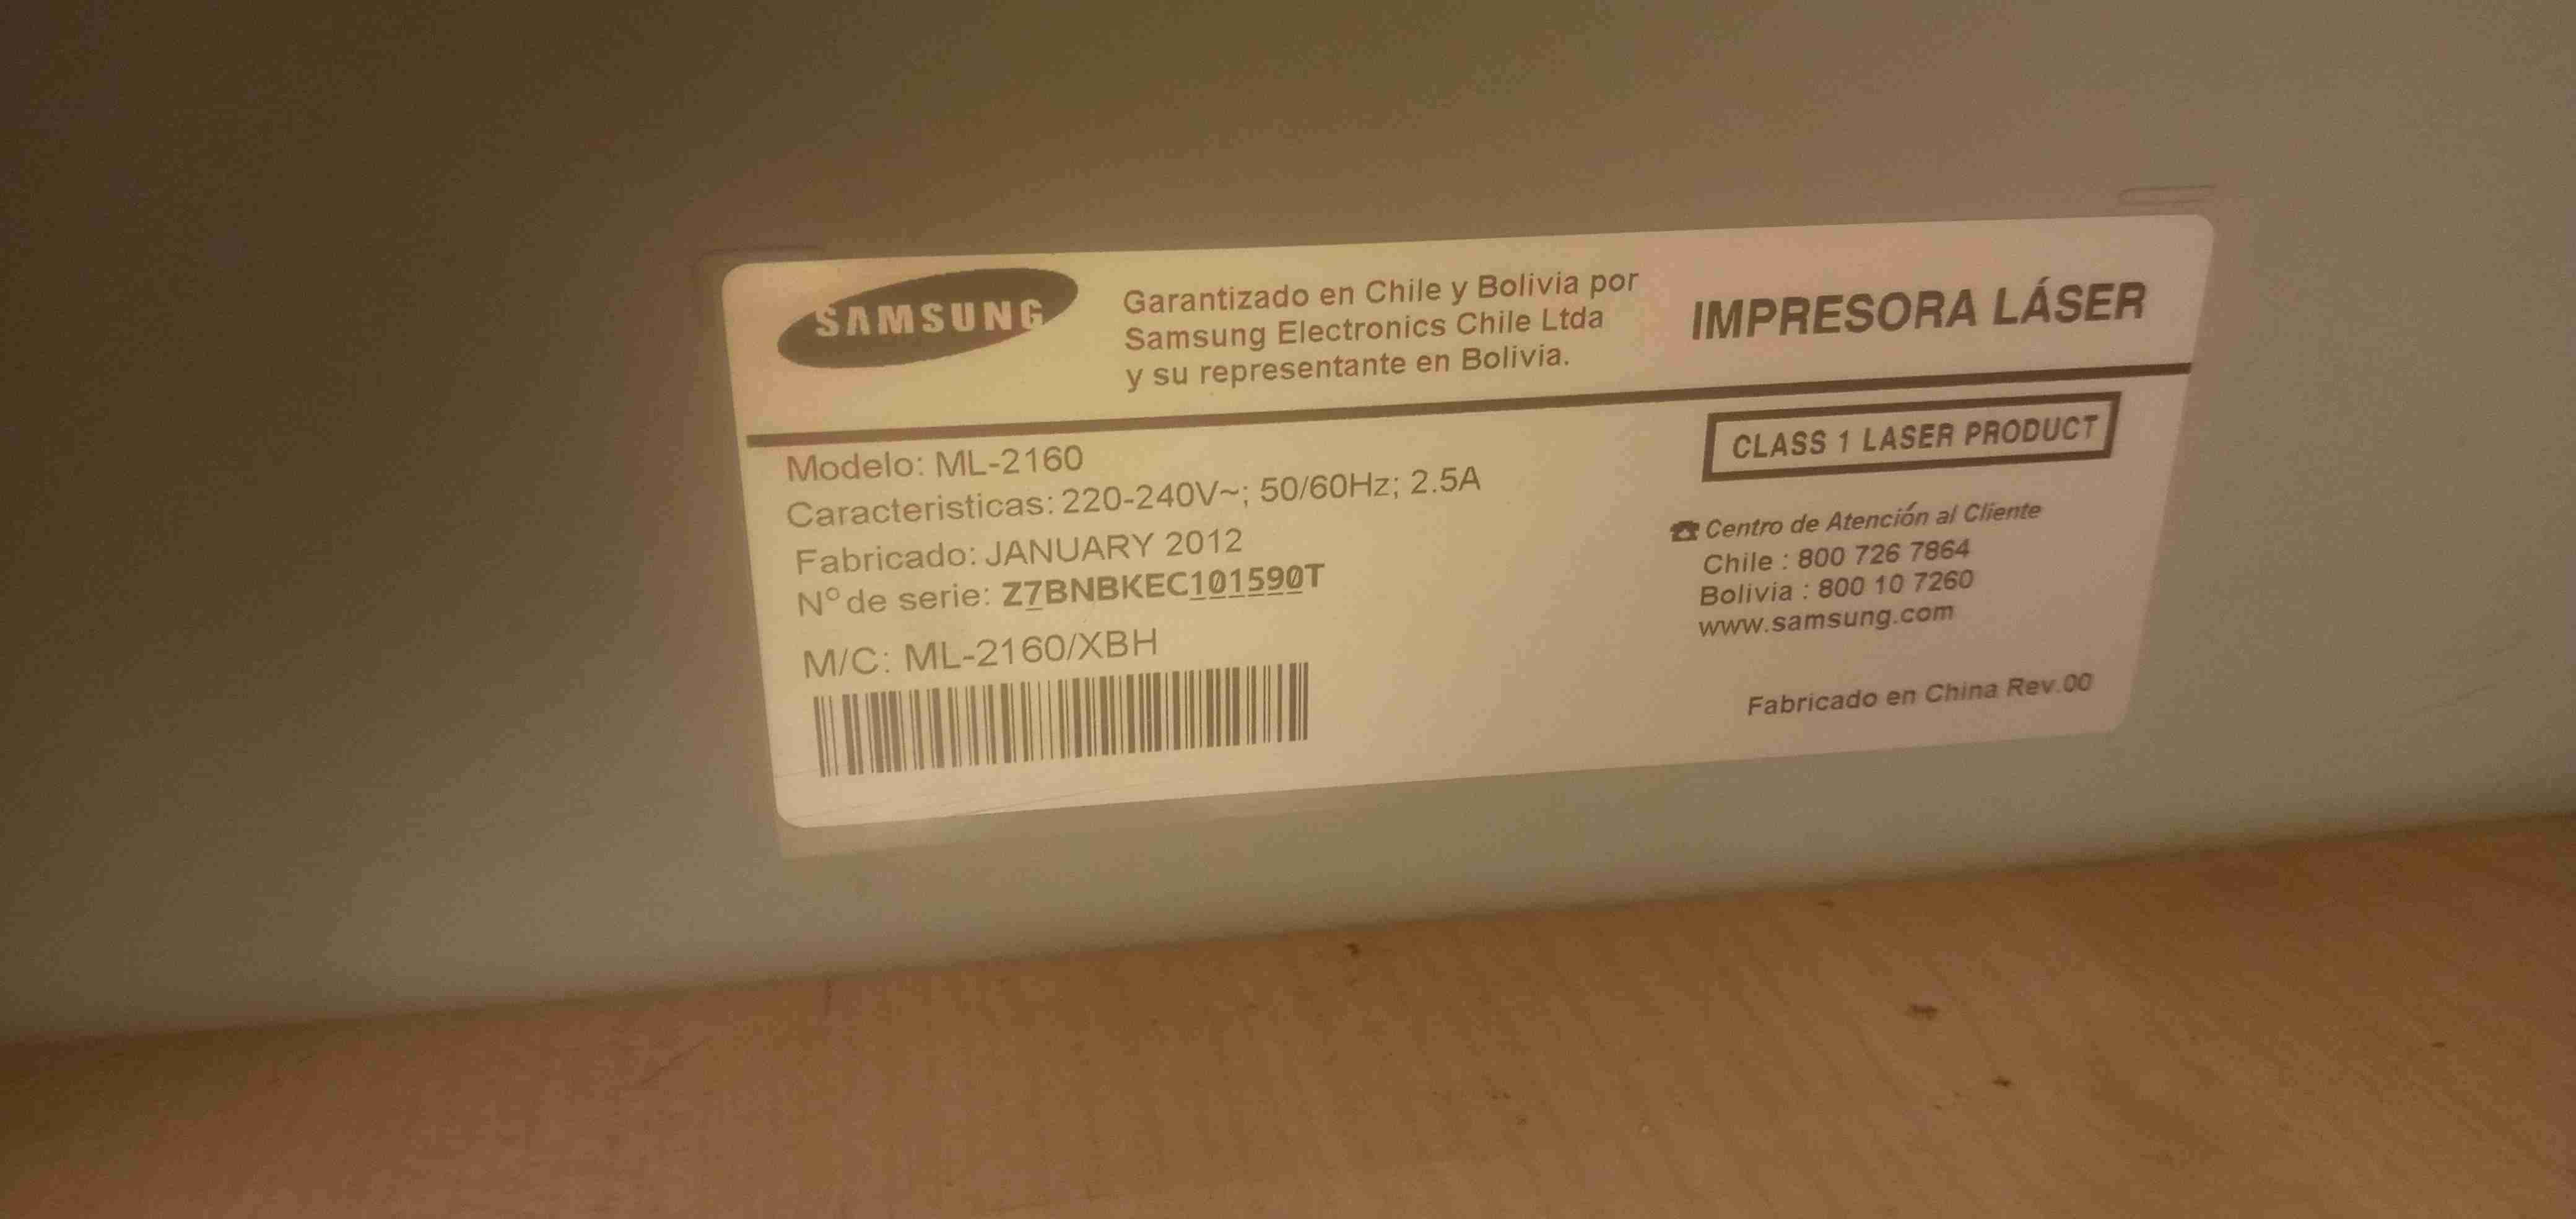 SAMSUNG
Garantizado en Chile y Bolivia por
Samsung Electronics Chile Ltda
y su representante en Bolivia.
IMPRESORA LÁSER
Modelo: ML-2160
Caracteristicas: 220-240V~; 50/60Hz; 2.5A
Fabricado: JANUARY 2012
Nº de serie: Z7BNBKEC101590T
M/C: ML-2160/XBH
CLASS 1 LASER PRODUCT
☎ Centro de Atención al Cliente
Chile : 800 726 7864
Bolivia : 800 10 7260
www.samsung.com
Fabricado en China Rev.00